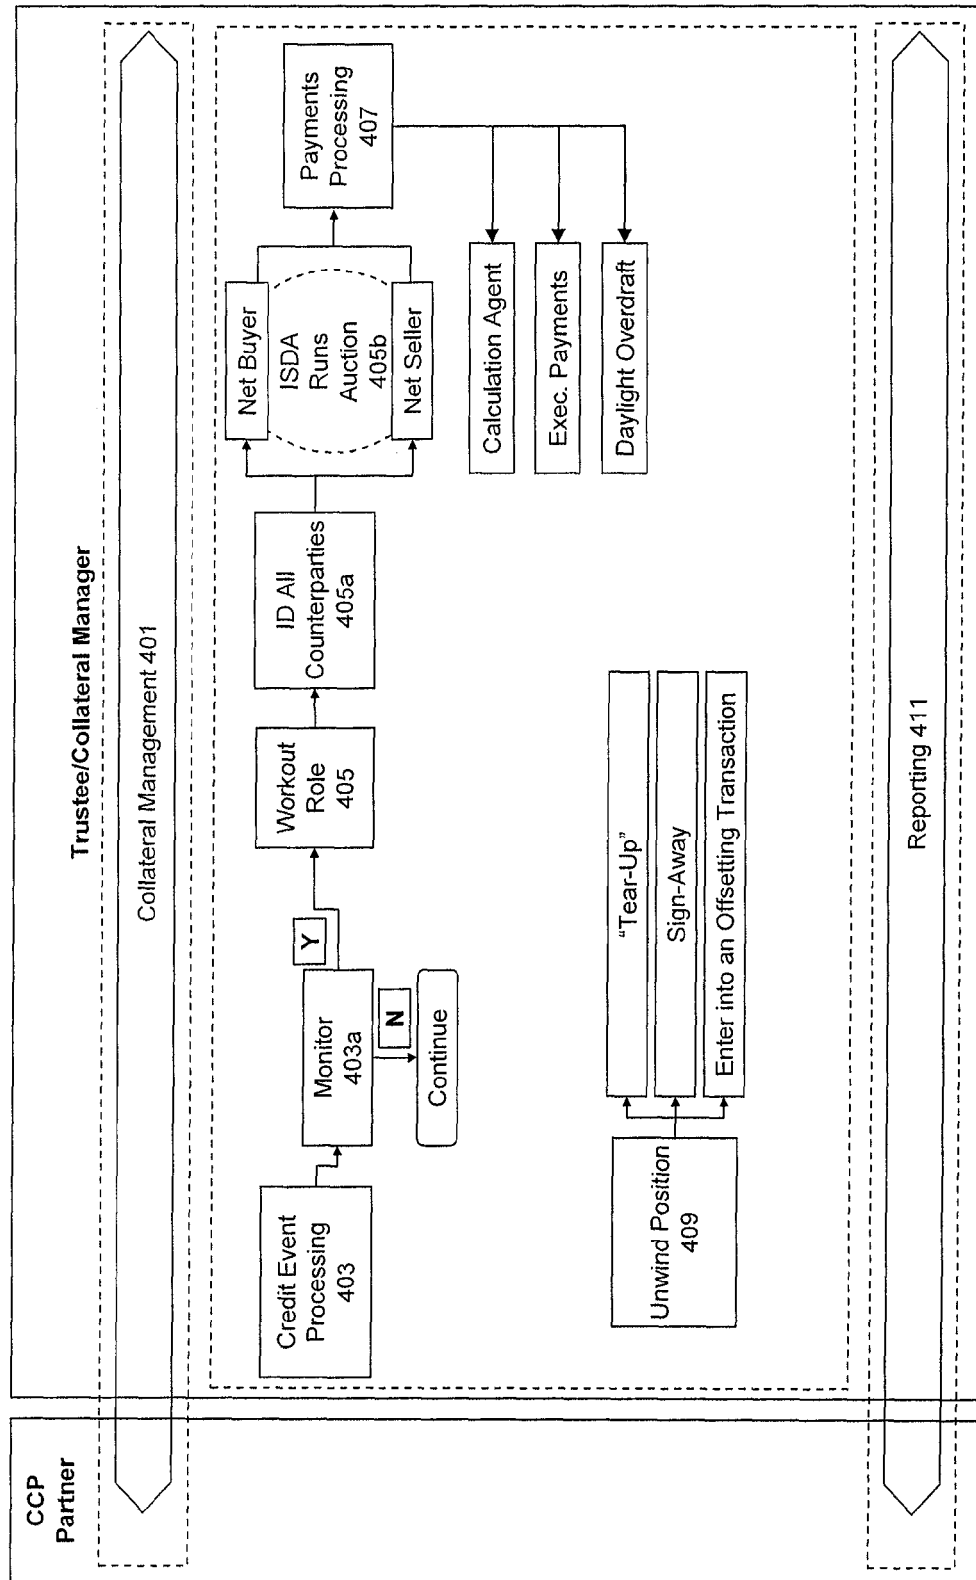 CCP
Partner
Trustee/Collateral Manager
Collateral Management 401
Credit Event
Processing
403
Monitor
403a
Y
N
Continue
Workout
Role
405
ID All
Counterparties
405a
Net Buyer
ISDA
Runs
Auction
405b
Net Seller
Payments
Processing
407
Calculation Agent
Exec. Payments
Daylight Overdraft
Unwind Position
409
“Tear-Up”
Sign-Away
Enter into an Offsetting Transaction
Reporting 411